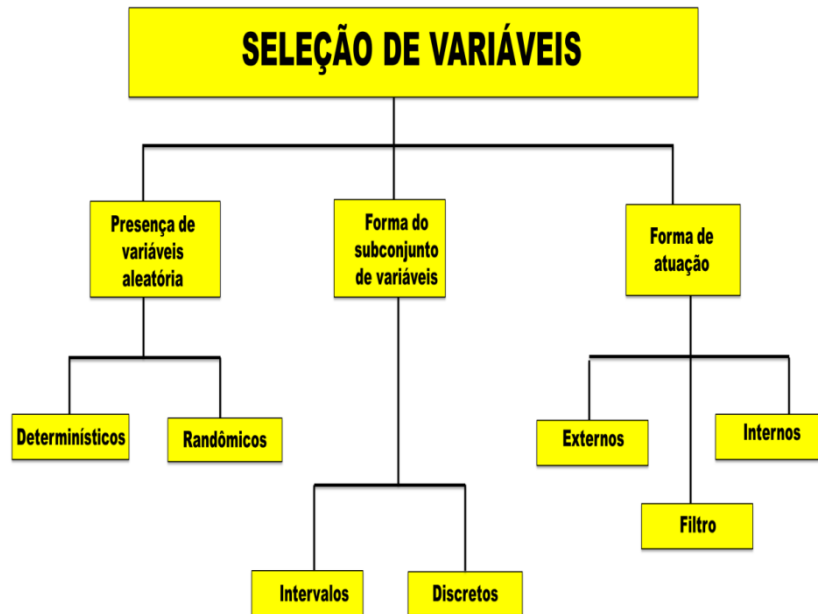 SELEÇÃO DE VARIÁVEIS
Presença de
variáveis
aleatória
Forma do
subconjunto
de variáveis
Forma de
atuação
Determinísticos
Randômicos
Externos
Internos
Filtro
Intervalos
Discretos